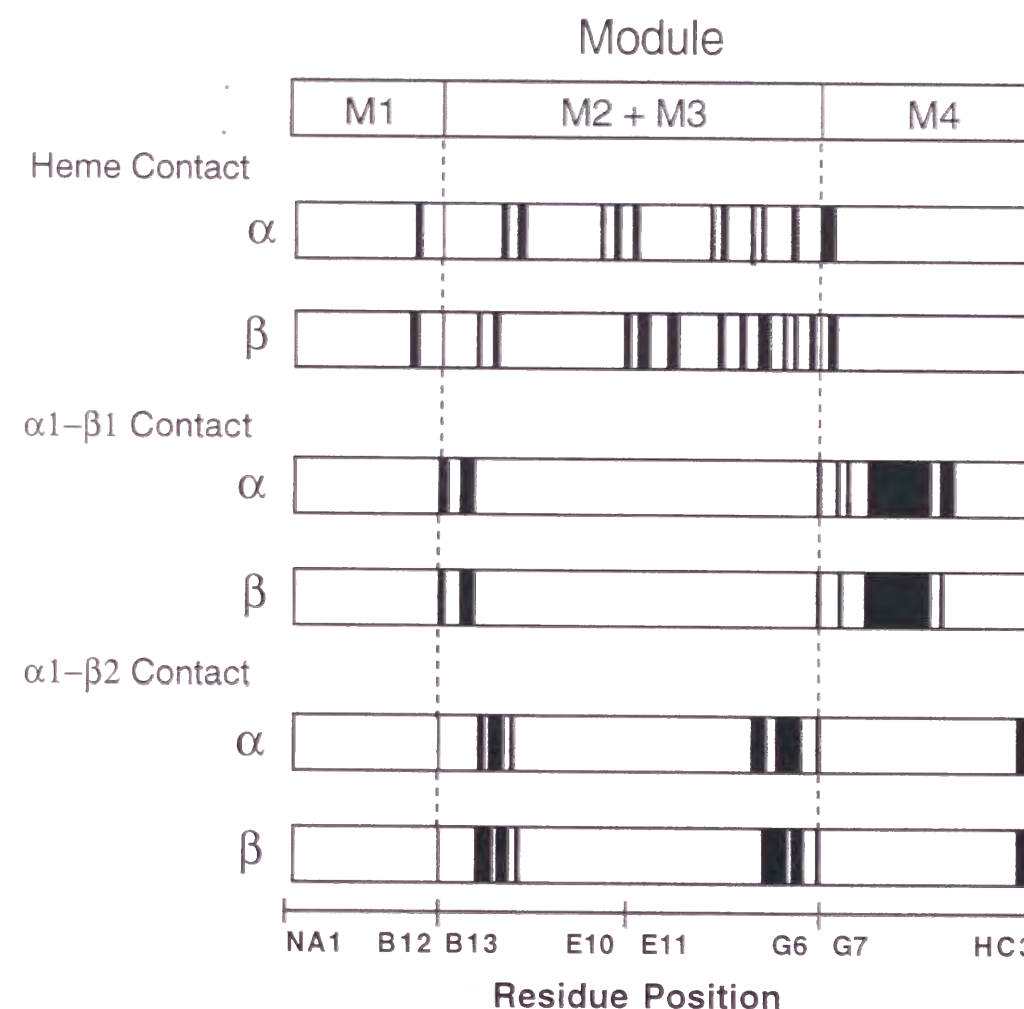 Module
M1 M2 + M3 M4
Heme Contact
α
β
α1–β1 Contact
α
β
α1–β2 Contact
α
β
NA1 B12 B13 E10 E11 G6 G7 HC3
Residue Position